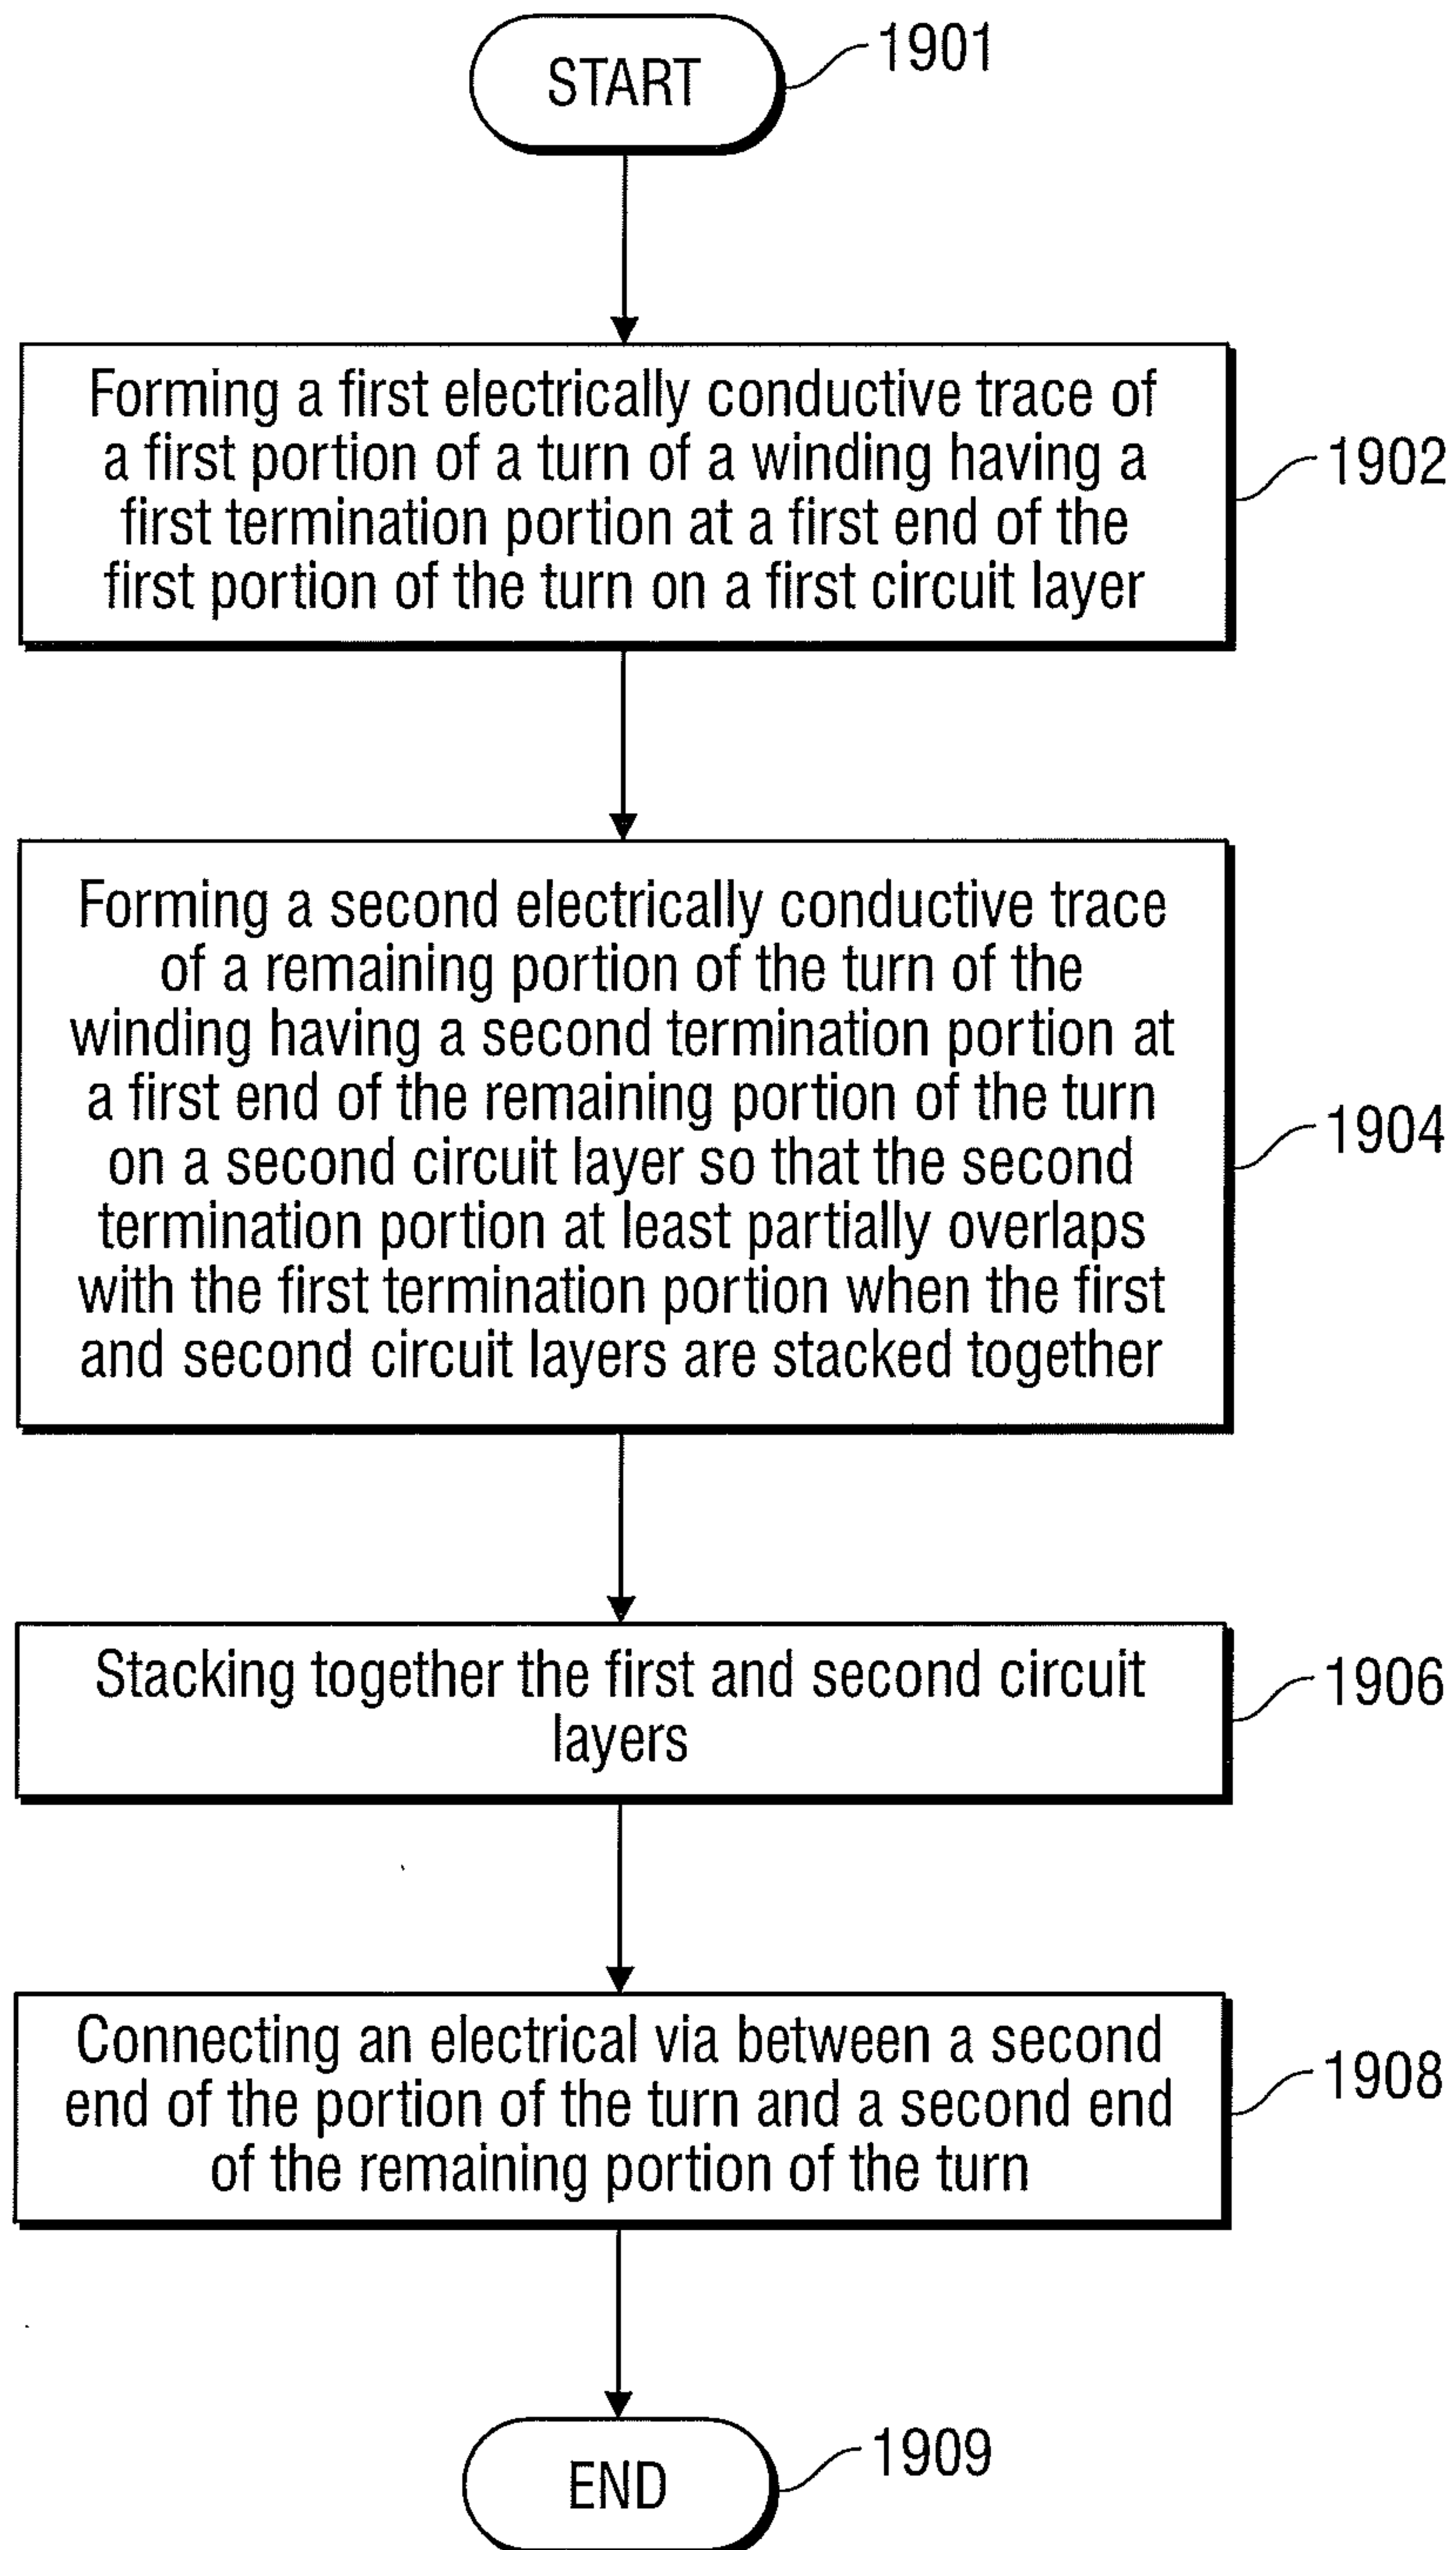 START
1901
Forming a first electrically conductive trace of
a first portion of a turn of a winding having a
first termination portion at a first end of the
first portion of the turn on a first circuit layer
1902
Forming a second electrically conductive trace
of a remaining portion of the turn of the
winding having a second termination portion at
a first end of the remaining portion of the turn
on a second circuit layer so that the second
termination portion at least partially overlaps
with the first termination portion when the first
and second circuit layers are stacked together
1904
Stacking together the first and second circuit
layers
1906
Connecting an electrical via between a second
end of the portion of the turn and a second end
of the remaining portion of the turn
1908
END
1909